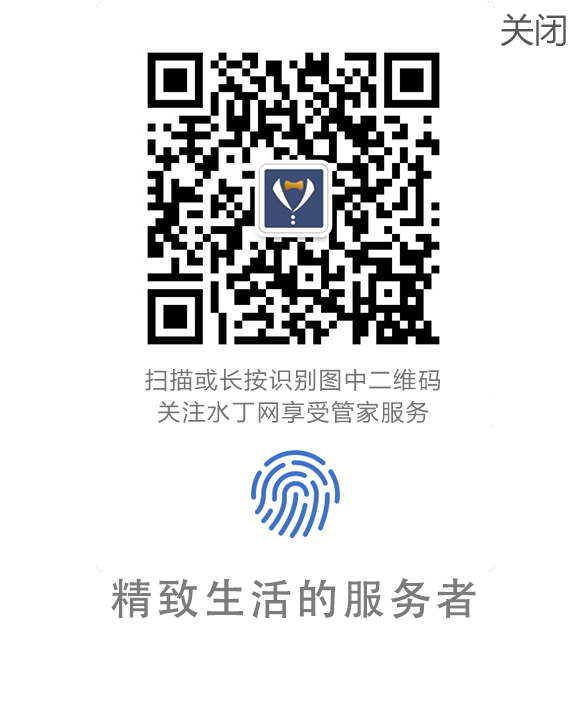 关闭
扫描或长按识别图中二维码
关注水丁网享受管家服务
精致生活的服务者